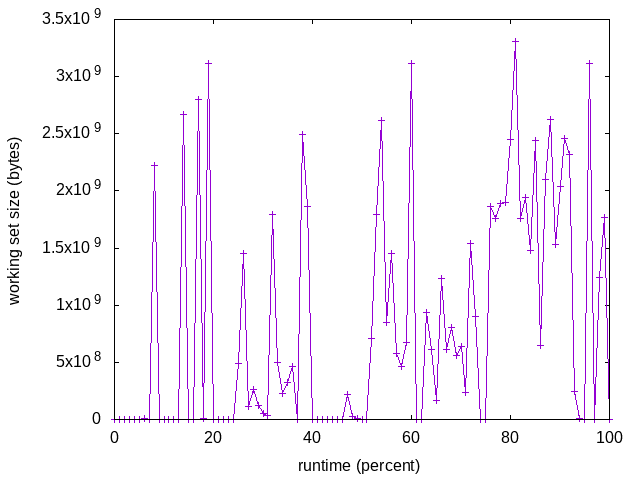 3.5x10^9
3x10^9
2.5x10^9
2x10^9
1.5x10^9
1x10^9
5x10^8
0
working set size (bytes)
0 20 40 60 80 100
runtime (percent)